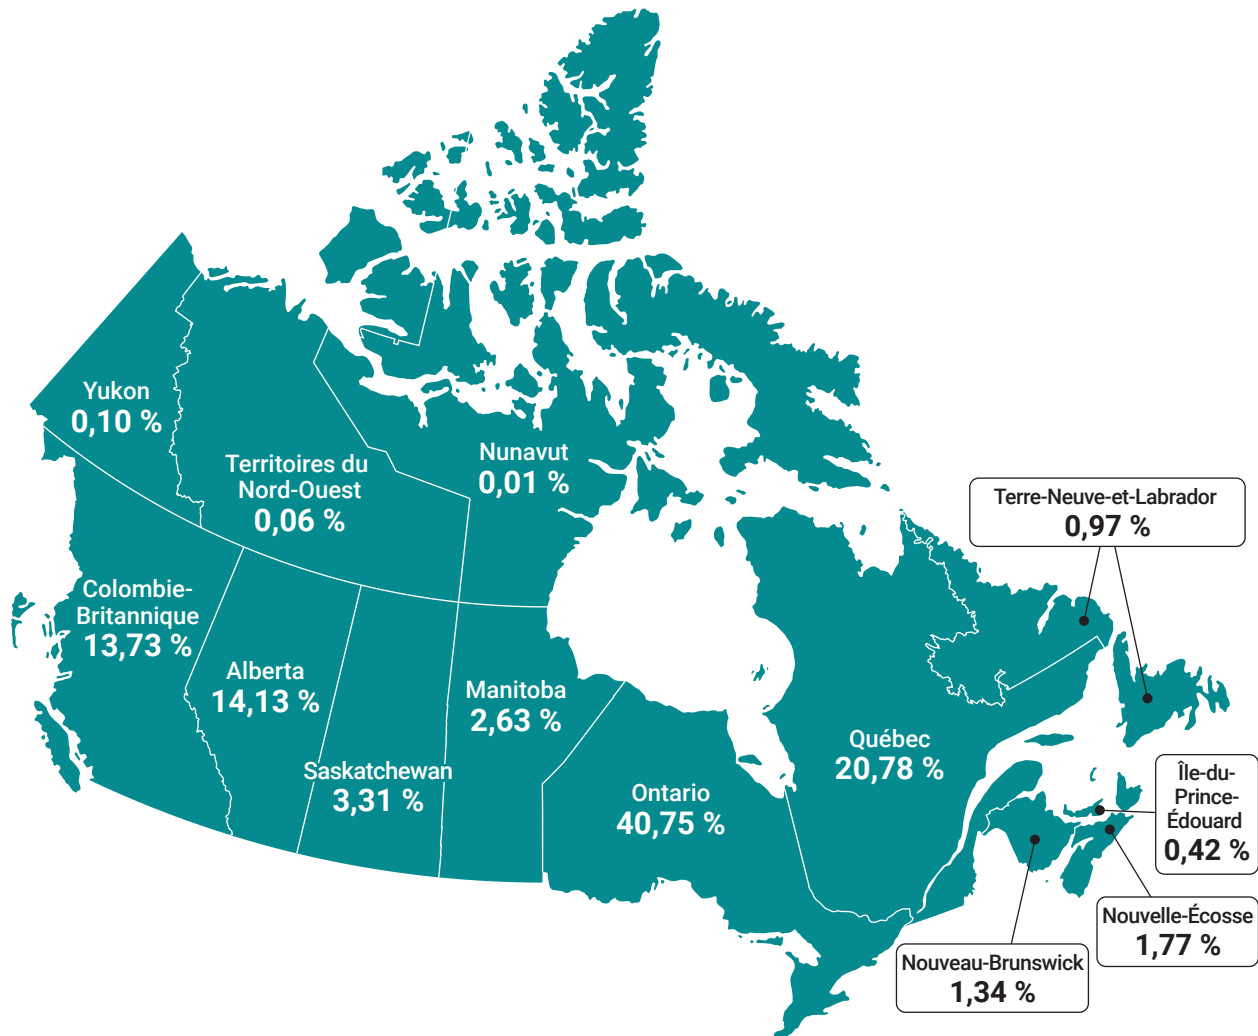 Yukon
0,10 %
Territoires du
Nord-Ouest
0,06 %
Nunavut
0,01 %
Terre-Neuve-et-Labrador
0,97 %
Colombie-
Britannique
13,73 %
Alberta
14,13 %
Saskatchewan
3,31 %
Manitoba
2,63 %
Ontario
40,75 %
Québec
20,78 %
Île-du-
Prince-
Édouard
0,42 %
Nouvelle-Écosse
1,77 %
Nouveau-Brunswick
1,34 %